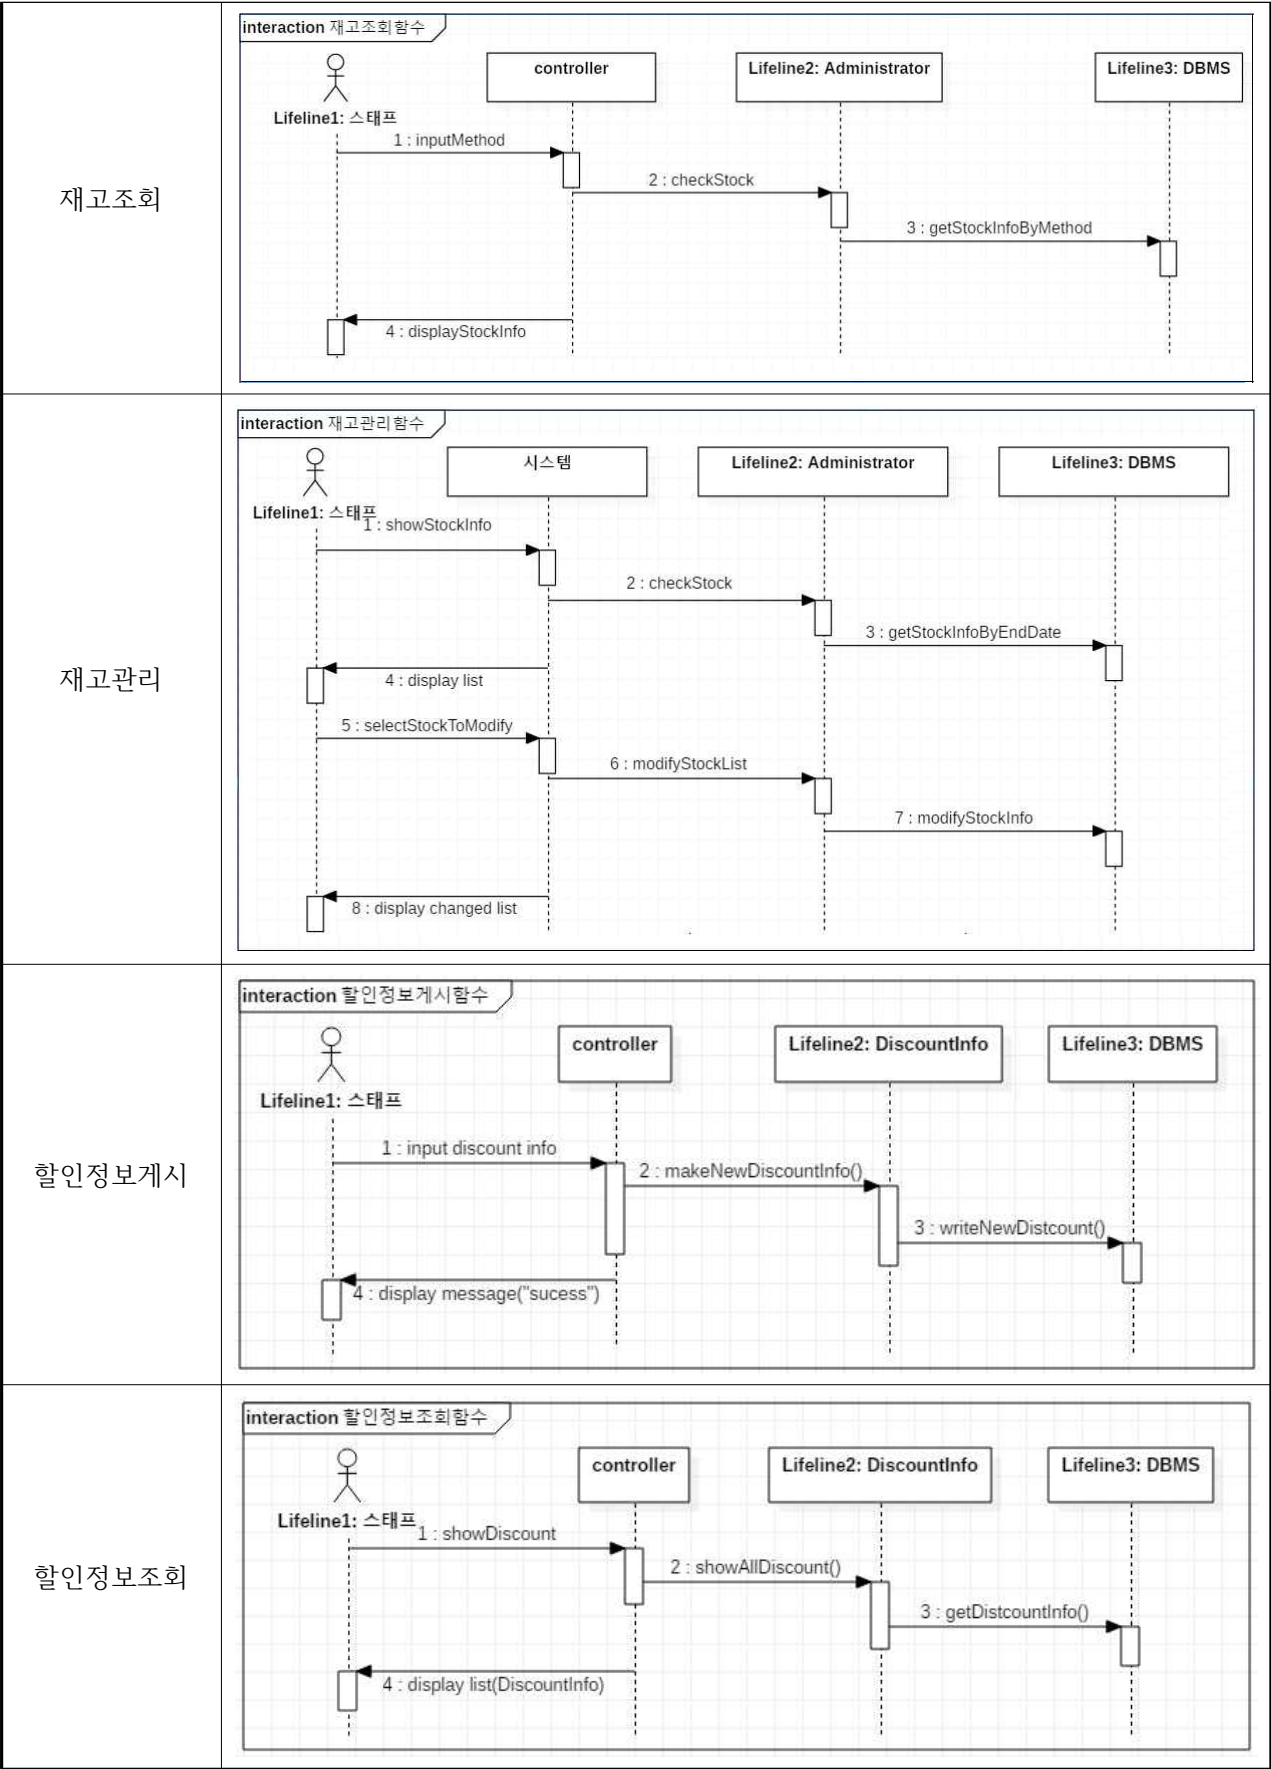 재고조회
interaction 재고조회함수
controller
Lifeline2: Administrator
Lifeline3: DBMS
Lifeline1: 스태프
1 : inputMethod
2 : checkStock
3 : getStockInfoByMethod
4 : displayStockInfo
재고관리
interaction 재고관리함수
시스템
Lifeline2: Administrator
Lifeline3: DBMS
Lifeline1: 스태프
1 : showStockInfo
2 : checkStock
3 : getStockInfoByEndDate
4 : display list
5 : selectStockToModify
6 : modifyStockList
7 : modifyStockInfo
8 : display changed list
할인정보게시
interaction 할인정보게시함수
controller
Lifeline2: DiscountInfo
Lifeline3: DBMS
Lifeline1: 스태프
1 : input discount info
2 : makeNewDiscountInfo()
3 : writeNewDistcount()
4 : display message("sucess")
할인정보조회
interaction 할인정보조회함수
controller
Lifeline2: DiscountInfo
Lifeline3: DBMS
Lifeline1: 스태프
1 : showDiscount
2 : showAllDiscount()
3 : getDistcountInfo()
4 : display list(DiscountInfo)